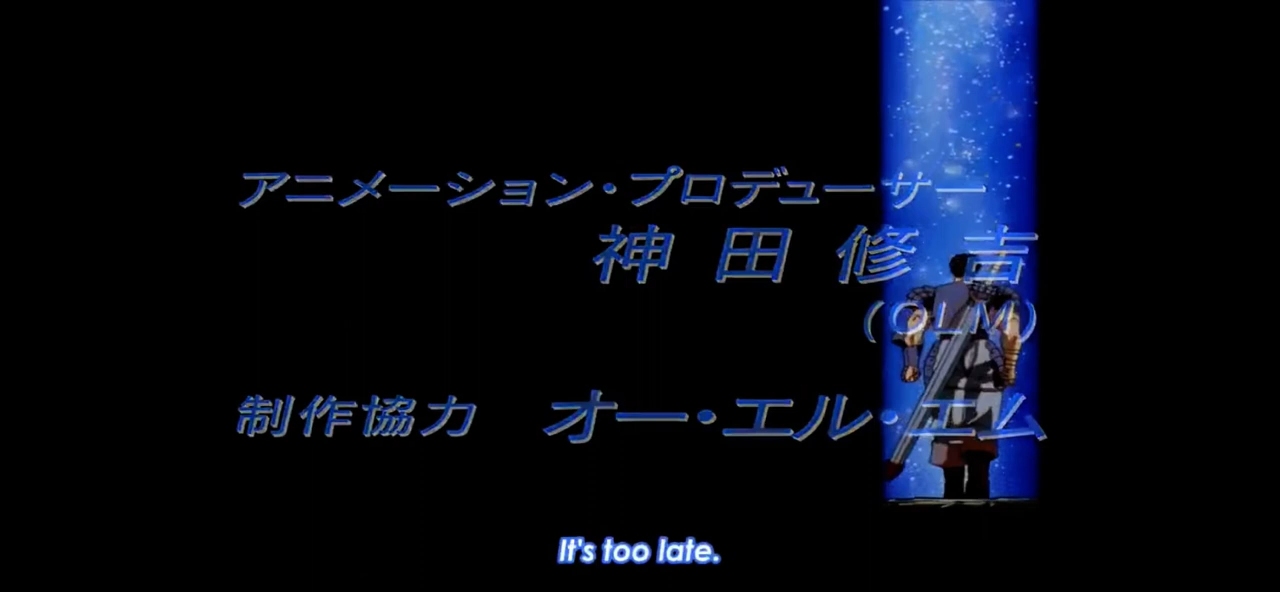 アニメーション・プロデューサー
神田修吉
(OLM)
制作協力 オー・エル・エム
It's too late.